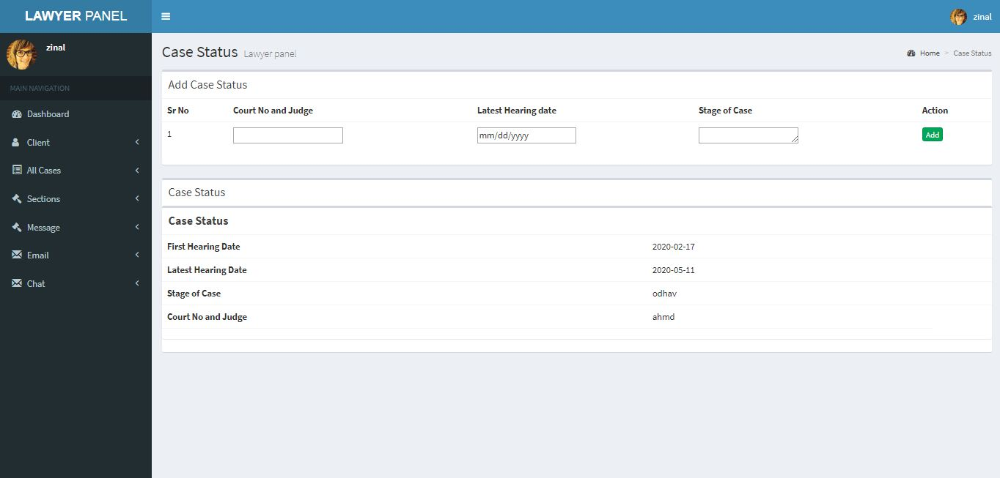 LAWYER PANEL
zinal
zinal
MAIN NAVIGATION
Dashboard
Client
All Cases
Sections
Message
Email
Chat
Case Status Lawyer panel
Home > Case Status
Add Case Status
Sr No Court No and Judge Latest Hearing date Stage of Case Action
1 mm/dd/yyyy Add
Case Status
Case Status
First Hearing Date 2020-02-17
Latest Hearing Date 2020-05-11
Stage of Case odhav
Court No and Judge ahmd